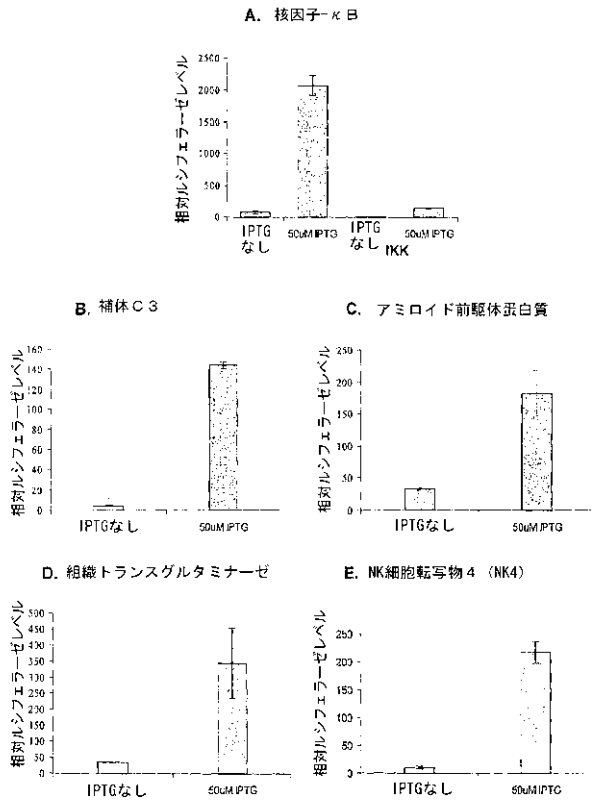 A. 核因子-κB
相対ルシフェラーゼレベル
2500
2000
1500
1000
500
0
IPTGなし
50uM IPTG
IPTGなし
50uM IPTG
IKK
B. 補体C3
相対ルシフェラーゼレベル
160
140
120
100
80
60
40
20
0
IPTGなし
50uM IPTG
C. アミロイド前駆体蛋白質
相対ルシフェラーゼレベル
250
200
150
100
50
0
IPTGなし
50uM IPTG
D. 組織トランスグルタミナーゼ
相対ルシフェラーゼレベル
500
450
400
350
300
250
200
150
100
50
0
IPTGなし
50uM IPTG
E. NK細胞転写物4 (NK4)
相対ルシフェラーゼレベル
250
200
150
100
50
0
IPTGなし
50uM IPTG